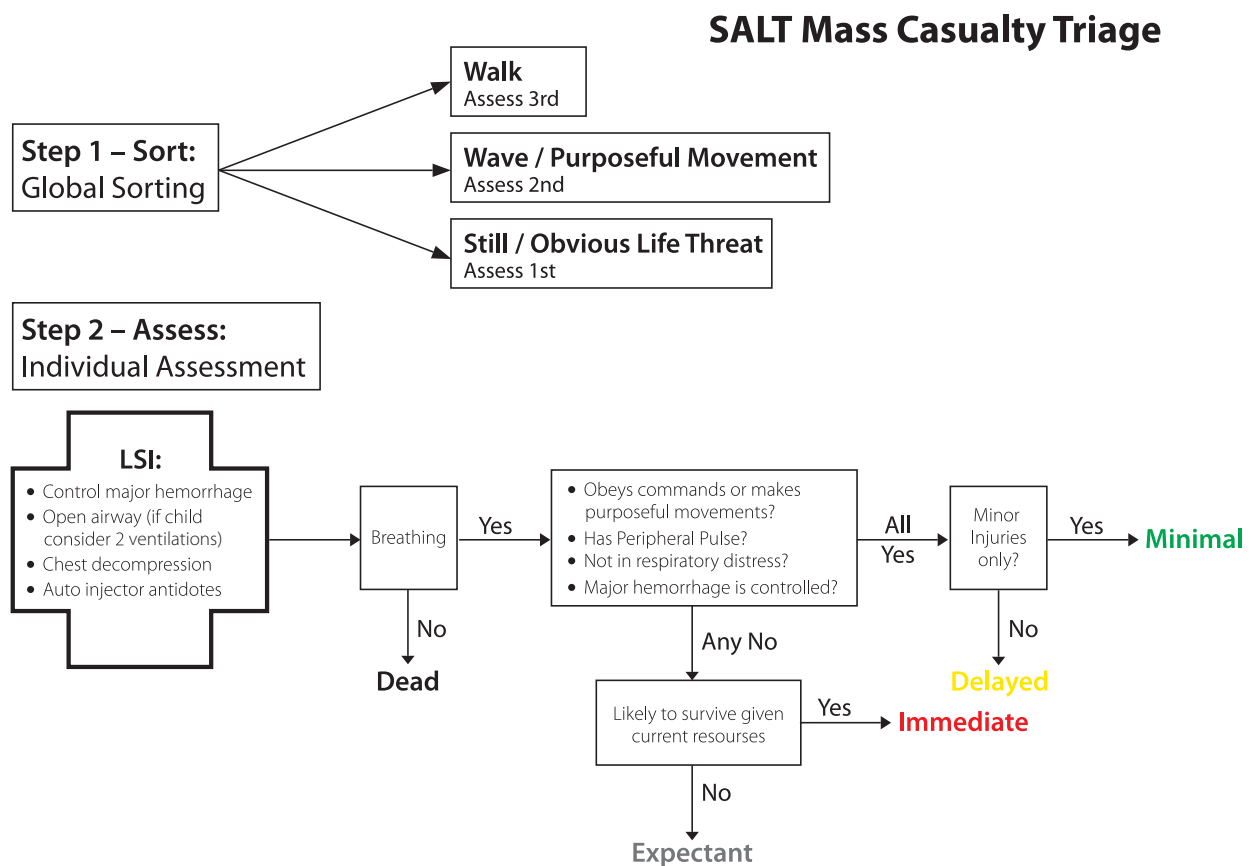 SALT Mass Casualty Triage
Step 1 – Sort:
Global Sorting
Walk
Assess 3rd
Wave / Purposeful Movement
Assess 2nd
Still / Obvious Life Threat
Assess 1st
Step 2 – Assess:
Individual Assessment
LSI:
• Control major hemorrhage
• Open airway (if child
consider 2 ventilations)
• Chest decompression
• Auto injector antidotes
Breathing
Yes
No
Dead
• Obeys commands or makes
purposeful movements?
• Has Peripheral Pulse?
• Not in respiratory distress?
• Major hemorrhage is controlled?
All
Yes
Minor
Injuries
only?
Yes
Minimal
No
Delayed
Any No
Likely to survive given
current resourses
Yes
Immediate
No
Expectant